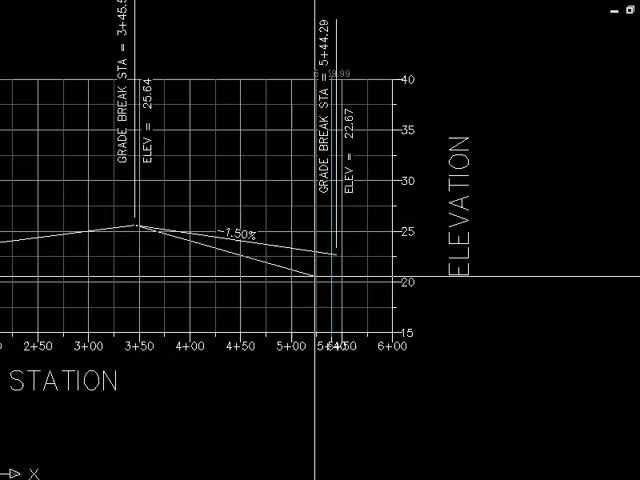 GRADE BREAK STA = 3+45.5
ELEV = 25.64
GRADE BREAK STA = 5+44.29
ELEV = 22.67
40
35
30
25
20
15
-1.50%
ELEVATION
2+50
3+00
3+50
4+00
4+50
5+00
6+00
STATION
X